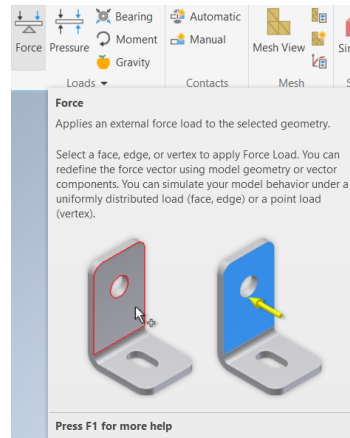 Force
Pressure
Bearing
Moment
Gravity
Loads
Automatic
Manual
Contacts
Mesh View
Mesh
Force
Applies an external force load to the selected geometry.
Select a face, edge, or vertex to apply Force Load. You can
redefine the force vector using model geometry or vector
components. You can simulate your model behavior under a
uniformly distributed load (face, edge) or a point load
(vertex).
Press F1 for more help